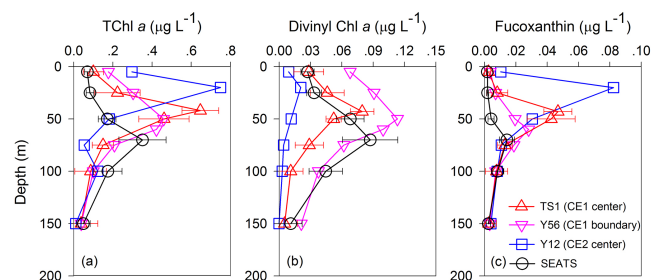 TChl a (µg L⁻¹)
Divinyl Chl a (µg L⁻¹)
Fucoxanthin (µg L⁻¹)
0 .2 .4 .6 .8
0.00 .03 .06 .09 .12 .15
0.00 .02 .04 .06 .08 .10
0
50
100
150
200
0
50
100
150
200
0
50
100
150
200
Depth (m)
TS1 (CE1 center)
Y56 (CE1 boundary)
Y12 (CE2 center)
SEATS
(a)
(b)
(c)